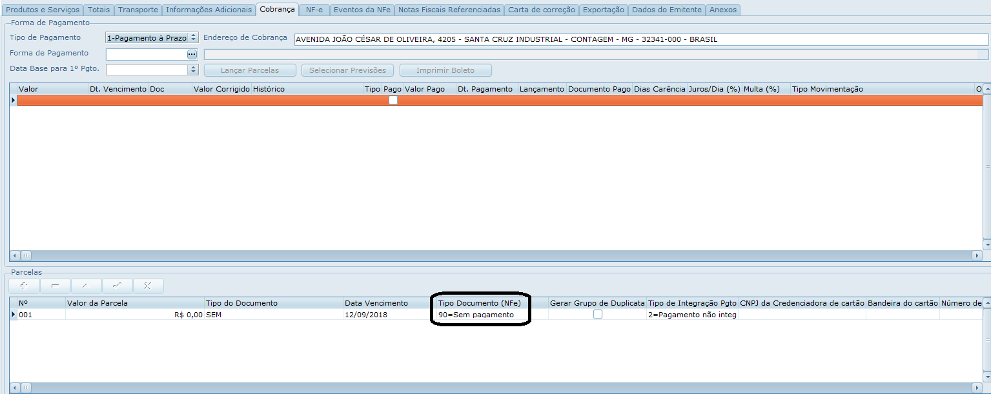 Produtos e Serviços Totais Transporte Informações Adicionais Cobrança NF-e Eventos da NFe Notas Fiscais Referenciadas Carta de correção Exportação Dados do Emitente Anexos
Forma de Pagamento
Tipo de Pagamento 1-Pagamento à Prazo Endereço de Cobrança AVENIDA JOÃO CÉSAR DE OLIVEIRA, 4205 - SANTA CRUZ INDUSTRIAL - CONTAGEM - MG - 32341-000 - BRASIL
Forma de Pagamento
Data Base para 1º Pgto. Lançar Parcelas Selecionar Previsões Imprimir Boleto
Valor Dt. Vencimento Doc Valor Corrigido Histórico Tipo Pago Valor Pago Dt. Pagamento Lançamento Documento Pago Dias Carência Juros/Dia (%) Multa (%) Tipo Movimentação O
Parcelas
Nº Valor da Parcela Tipo do Documento Data Vencimento Tipo Documento (NFe) Gerar Grupo de Duplicata Tipo de Integração Pgto CNPJ da Credenciadora de cartão Bandeira do cartão Número de
001 R$ 0,00 SEM 12/09/2018 90=Sem pagamento 2=Pagamento não integ